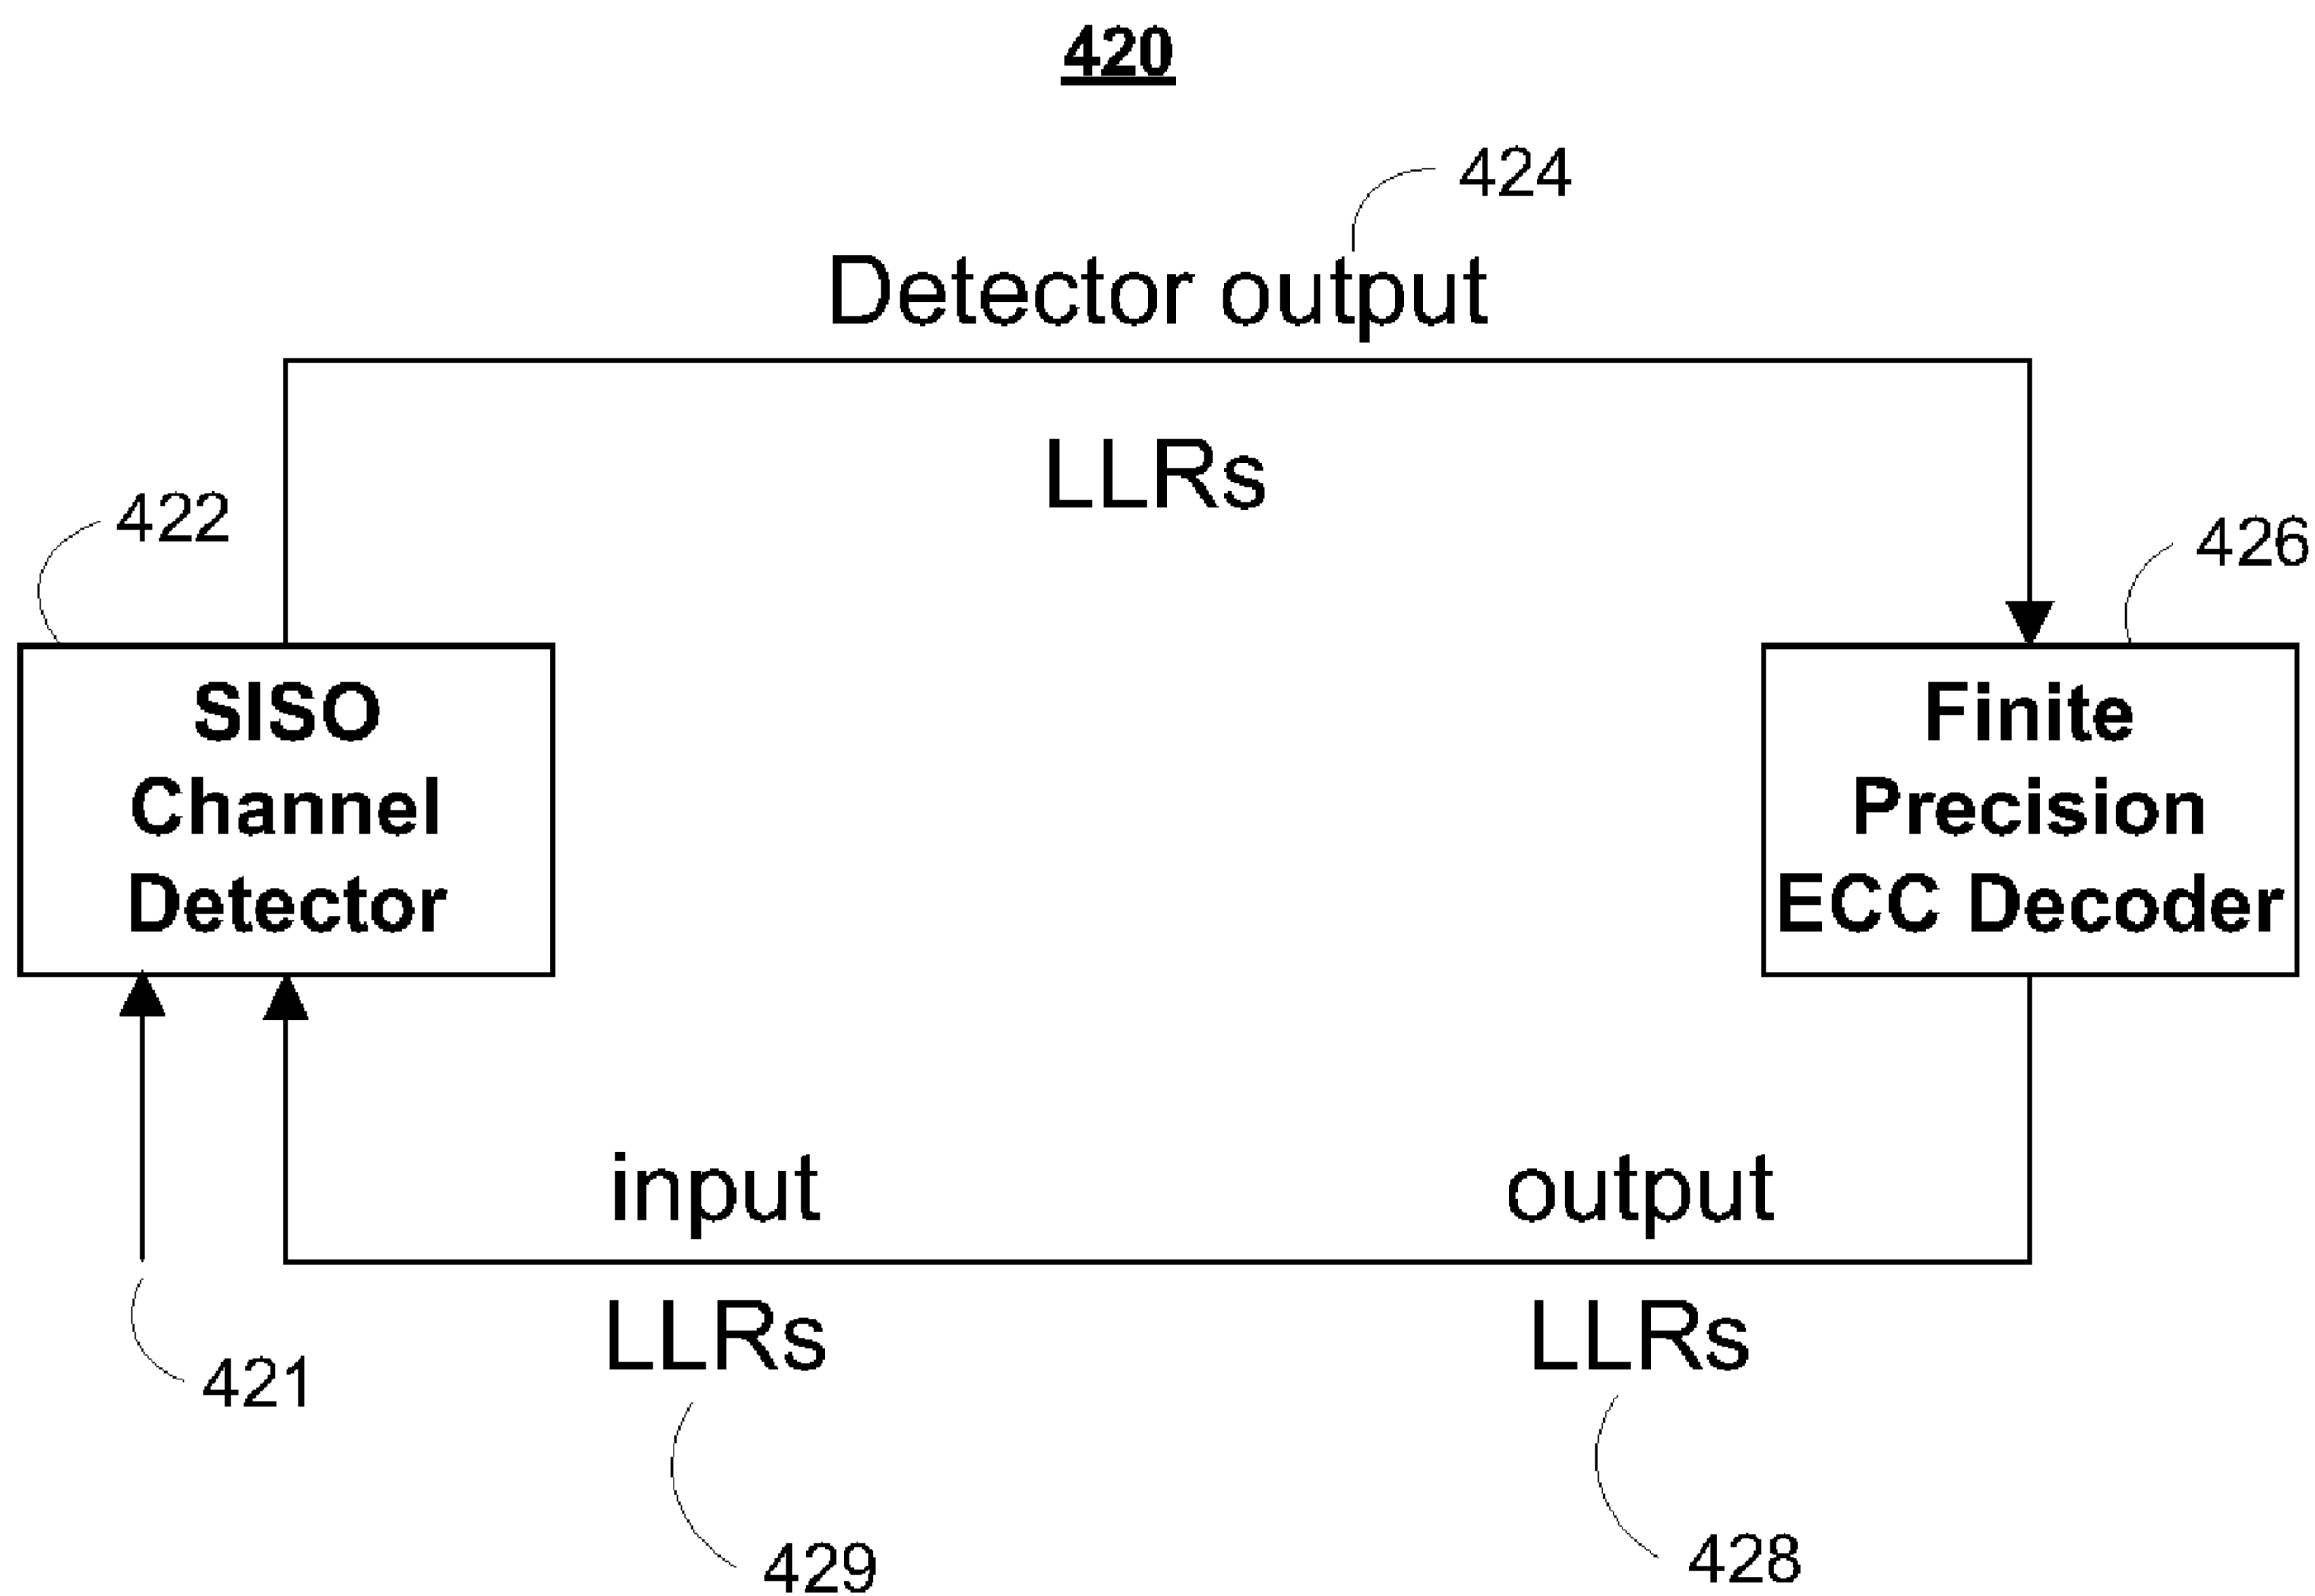 420
424
Detector output
LLRs
422
426
SISO
Channel
Detector
Finite
Precision
ECC Decoder
input
output
LLRs
LLRs
421
429
428